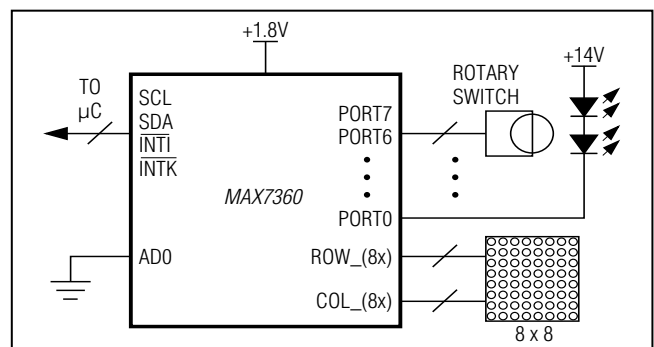 +1.8V
+14V
TO
µC
SCL
SDA
INTI
INTK
AD0
MAX7360
PORT7
PORT6
PORT0
ROW_(8x)
COL_(8x)
ROTARY
SWITCH
8 x 8